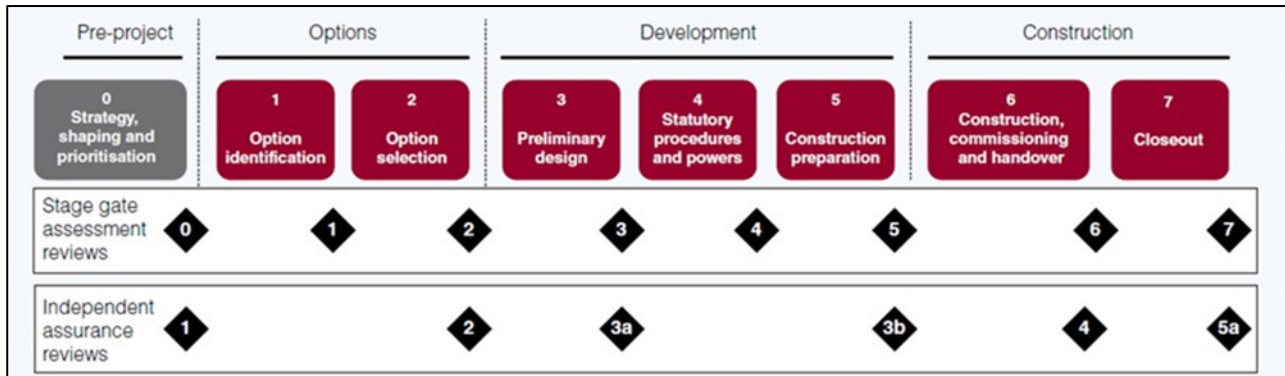 Pre-project
Options
Development
Construction
0
Strategy,
shaping and
prioritisation
1
Option
identification
2
Option
selection
3
Preliminary
design
4
Statutory
procedures
and powers
5
Construction
preparation
6
Construction,
commissioning
and handover
7
Closeout
Stage gate
assessment
reviews
0 1 2 3 4 5 6 7
Independent
assurance
reviews
1 2 3a 3b 4 5a